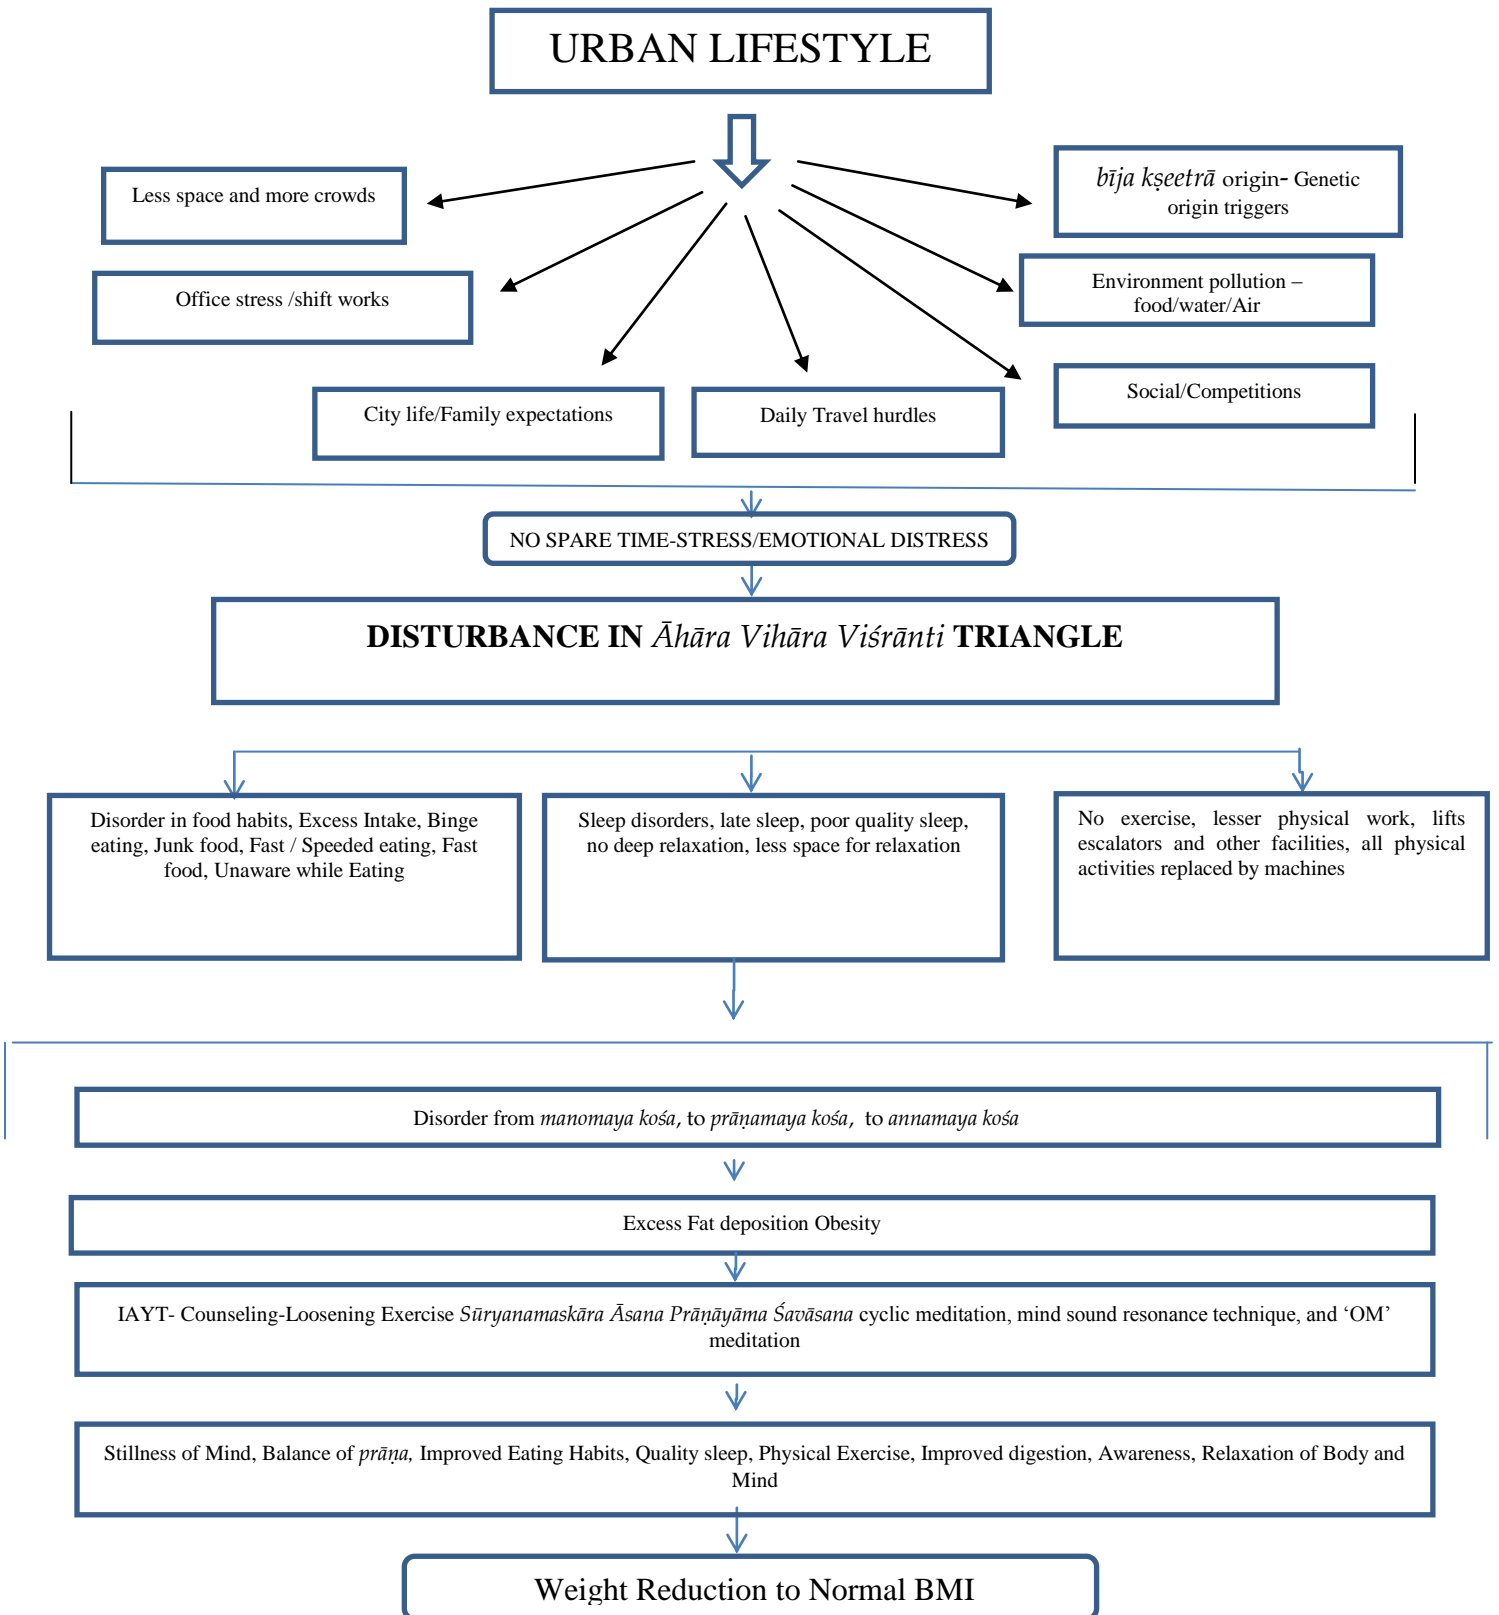 URBAN LIFESTYLE
Less space and more crowds
bīja kṣeetrā origin- Genetic
origin triggers
Office stress /shift works
Environment pollution –
food/water/Air
City life/Family expectations
Daily Travel hurdles
Social/Competitions
NO SPARE TIME-STRESS/EMOTIONAL DISTRESS
DISTURBANCE IN Āhāra Vihāra Viśrānti TRIANGLE
Disorder in food habits, Excess Intake, Binge
eating, Junk food, Fast / Speeded eating, Fast
food, Unaware while Eating
Sleep disorders, late sleep, poor quality sleep,
no deep relaxation, less space for relaxation
No exercise, lesser physical work, lifts
escalators and other facilities, all physical
activities replaced by machines
Disorder from manomaya kośa, to prāṇamaya kośa, to annamaya kośa
Excess Fat deposition Obesity
IAYT- Counseling-Loosening Exercise Sūryanamaskāra Āsana Prāṇāyāma Śavāsana cyclic meditation, mind sound resonance technique, and ‘OM’
meditation
Stillness of Mind, Balance of prāṇa, Improved Eating Habits, Quality sleep, Physical Exercise, Improved digestion, Awareness, Relaxation of Body and
Mind
Weight Reduction to Normal BMI